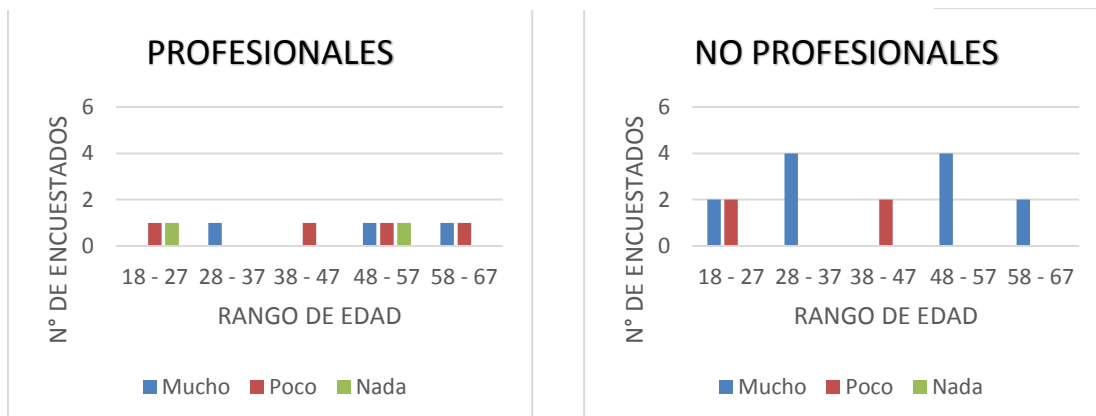 PROFESIONALES
N° DE ENCUESTADOS
6
4
2
0
18 - 27 28 - 37 38 - 47 48 - 57 58 - 67
RANGO DE EDAD
Mucho Poco Nada
NO PROFESIONALES
N° DE ENCUESTADOS
6
4
2
0
18 - 27 28 - 37 38 - 47 48 - 57 58 - 67
RANGO DE EDAD
Mucho Poco Nada